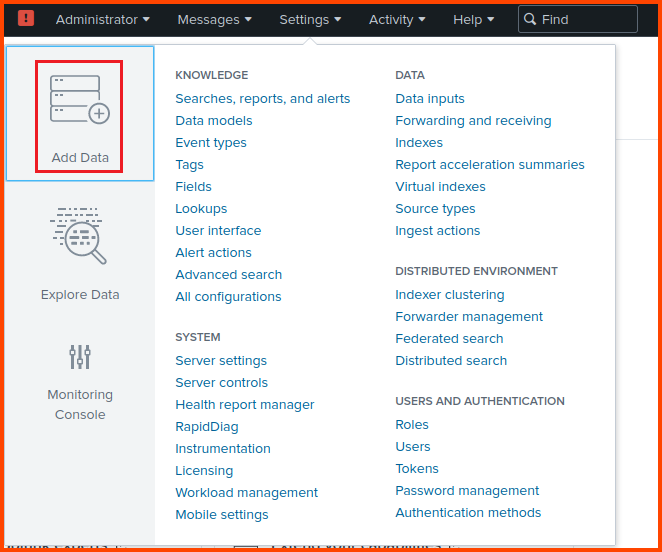 ! Administrator Messages Settings Activity Help Find
Add Data
Explore Data
Monitoring
Console
KNOWLEDGE
Searches, reports, and alerts
Data models
Event types
Tags
Fields
Lookups
User interface
Alert actions
Advanced search
All configurations
SYSTEM
Server settings
Server controls
Health report manager
RapidDiag
Instrumentation
Licensing
Workload management
Mobile settings
DATA
Data inputs
Forwarding and receiving
Indexes
Report acceleration summaries
Virtual indexes
Source types
Ingest actions
DISTRIBUTED ENVIRONMENT
Indexer clustering
Forwarder management
Federated search
Distributed search
USERS AND AUTHENTICATION
Roles
Users
Tokens
Password management
Authentication methods